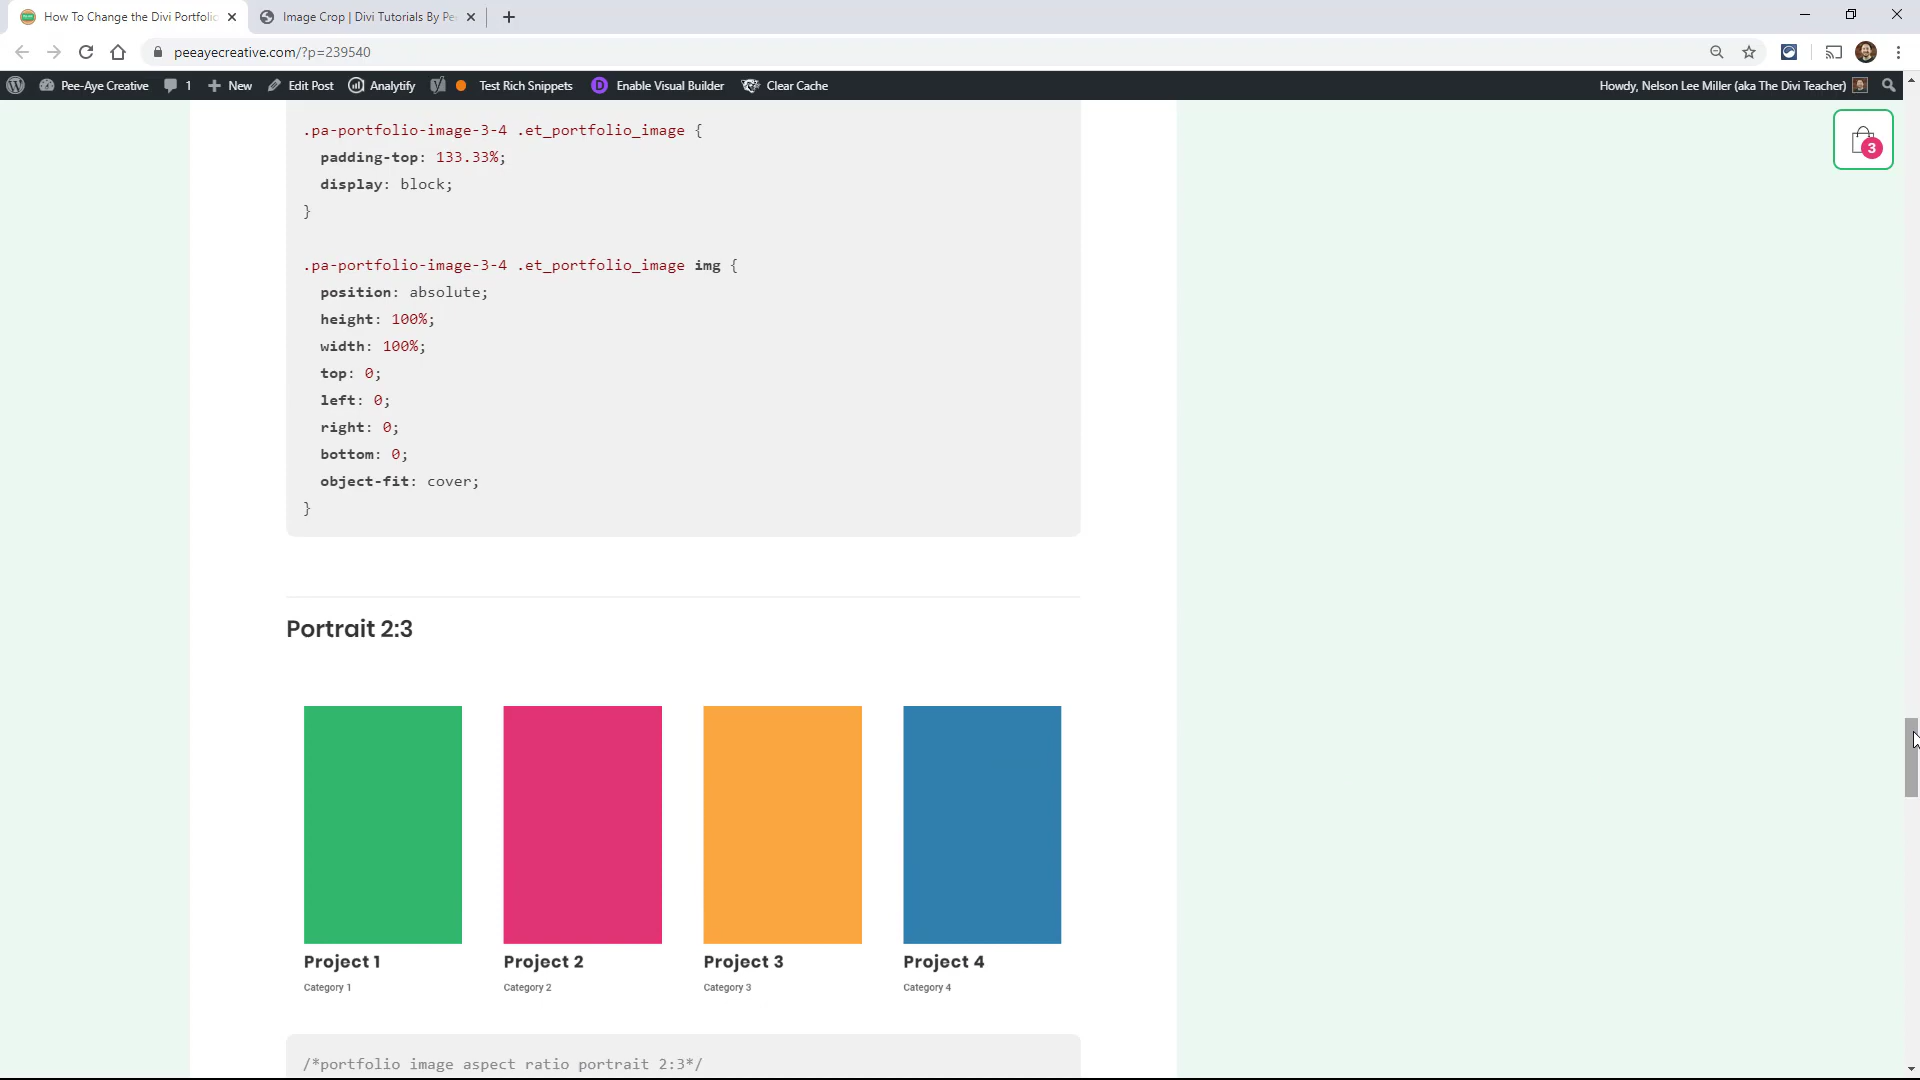 How To Change the Divi Portfolio
Image Crop | Divi Tutorials By Pe
peeayecreative.com/?p=239540
Pee-Aye Creative
1
New
Edit Post
Analytify
Test Rich Snippets
D
Enable Visual Builder
Clear Cache
Howdy, Nelson Lee Miller (aka The Divi Teacher)
3
.pa-portfolio-image-3-4 .et_portfolio_image {
padding-top: 133.33%;
display: block;
}
.pa-portfolio-image-3-4 .et_portfolio_image img {
position: absolute;
height: 100%;
width: 100%;
top: 0;
left: 0;
right: 0;
bottom: 0;
object-fit: cover;
}
Portrait 2:3
Project 1
Category 1
Project 2
Category 2
Project 3
Category 3
Project 4
Category 4
/*portfolio image aspect ratio portrait 2:3*/